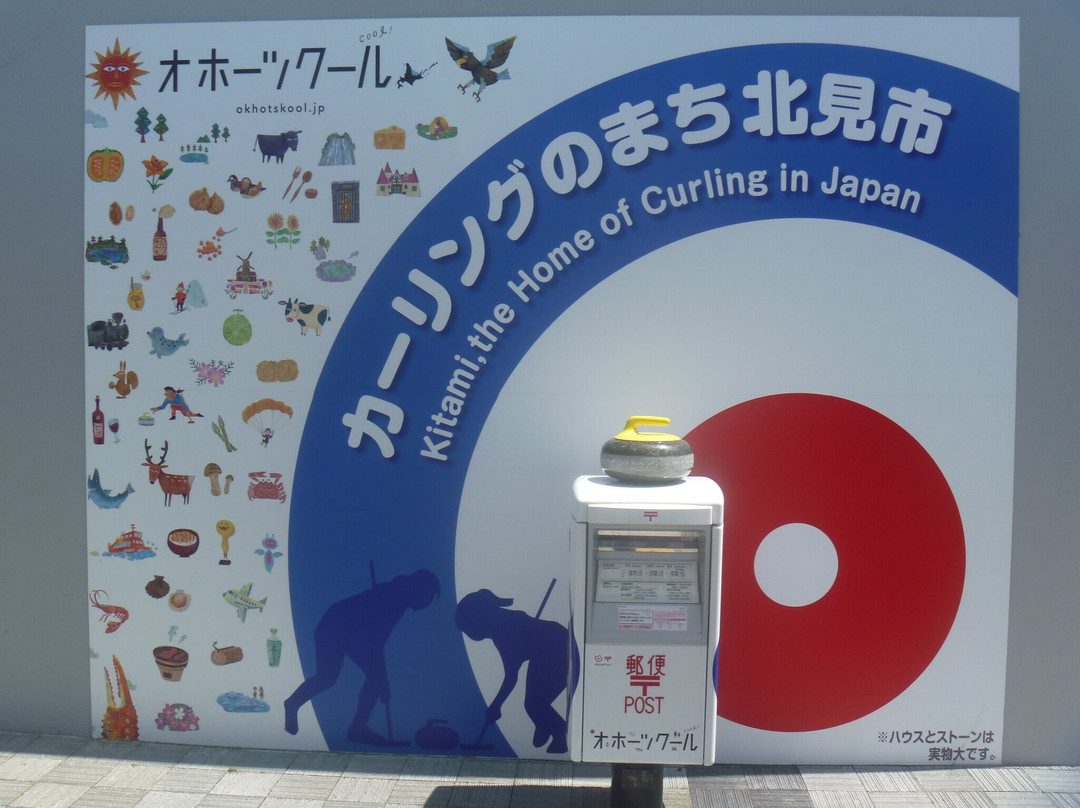 オホーツクール
cool!
okhotskool.jp
カーリングのまち北見市
Kitami,the Home of Curling in Japan
郵便
〒
POST
オホーツクール
※ハウスとストーンは
実物大です。